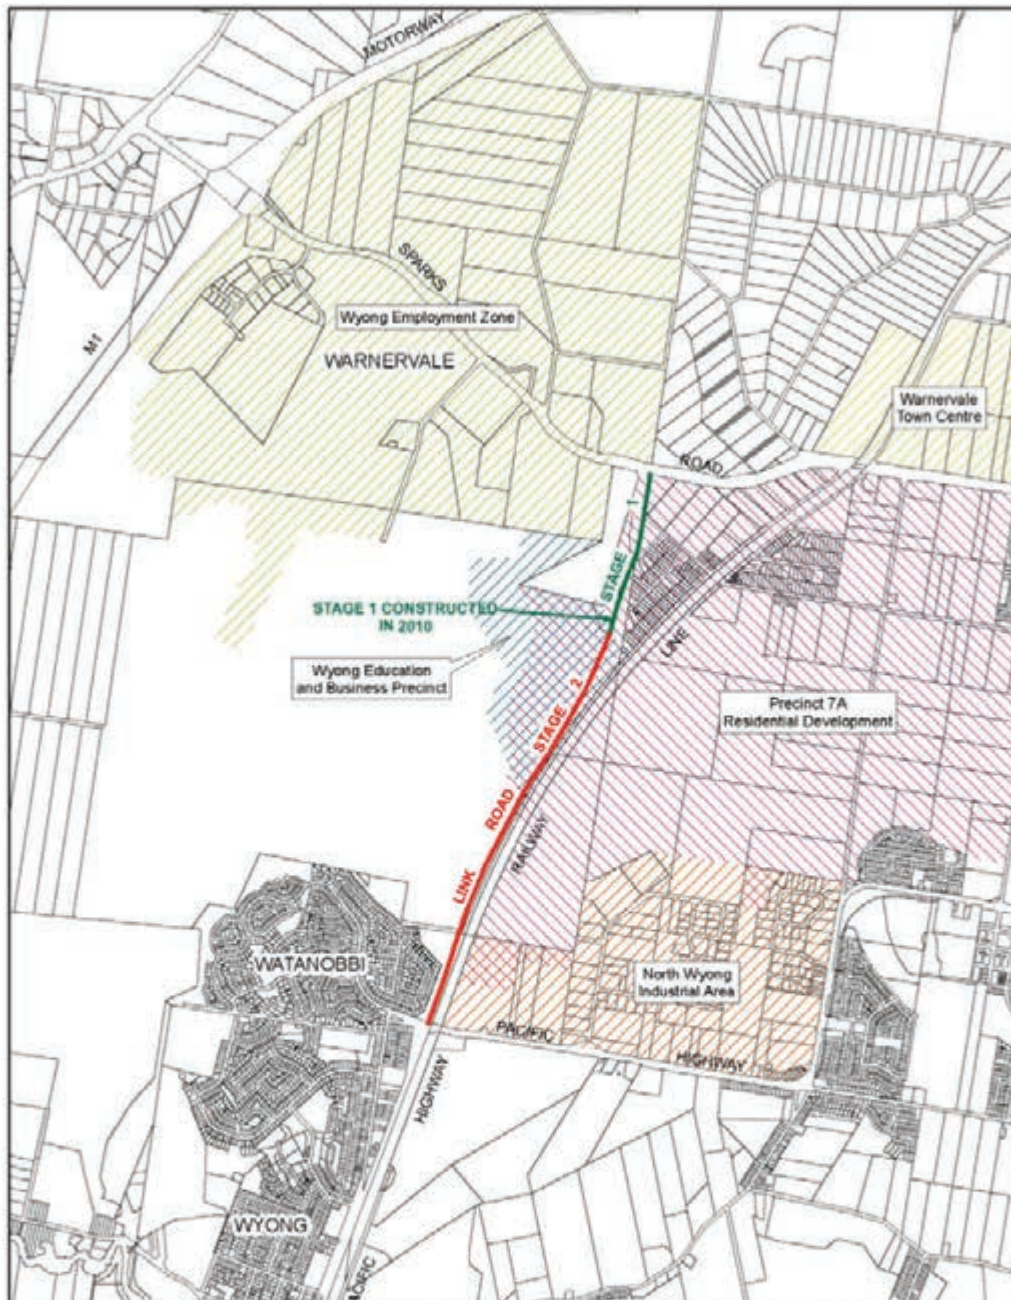 MOTORWAY
SPARKS
Wyong Employment Zone
M1
WARNERVALE
Warnervale
Town Centre
ROAD
STAGE 1
STAGE 1 CONSTRUCTED
IN 2010
LINE
Wyong Education
and Business Precinct
Precinct 7A
Residential Development
LINK ROAD STAGE 2
RAILWAY
WATANOBBI
North Wyong
Industrial Area
PACIFIC HIGHWAY
HIGHWAY
WYONG
ACIFIC